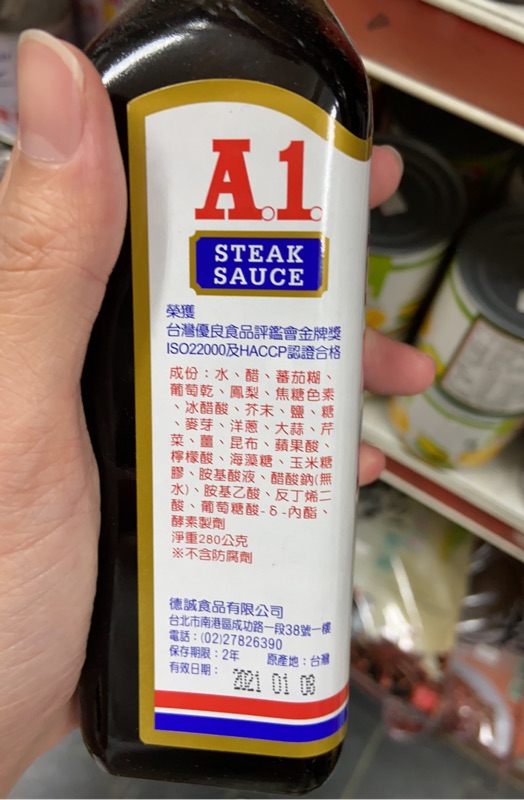 A.1.
STEAK
SAUCE
榮獲
台灣優良食品評鑑會金牌獎
ISO22000及HACCP認證合格
成份：水、醋、蕃茄糊、
葡萄乾、鳳梨、焦糖色素
、冰醋酸、芥末、鹽、糖
、麥芽、洋蔥、大蒜、芹
菜、薑、昆布、蘋果酸、
檸檬酸、海藻糖、玉米糖
膠、胺基酸液、醋酸鈉(無
水)、胺基乙酸、反丁烯二
酸、葡萄糖酸-δ-內酯、
酵素製劑
淨重280公克
※不含防腐劑
德誠食品有限公司
台北市南港區成功路一段38號一樓
電話：(02)27826390
保存期限：2年 原產地：台灣
有效日期： 2021 01 08